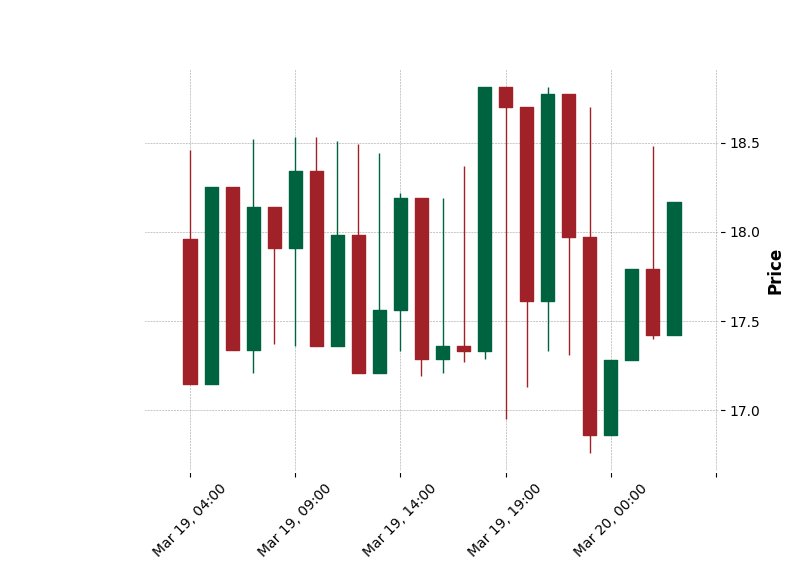 18.5
18.0
17.5
17.0
Price
Mar 19, 04:00
Mar 19, 09:00
Mar 19, 14:00
Mar 19, 19:00
Mar 20, 00:00